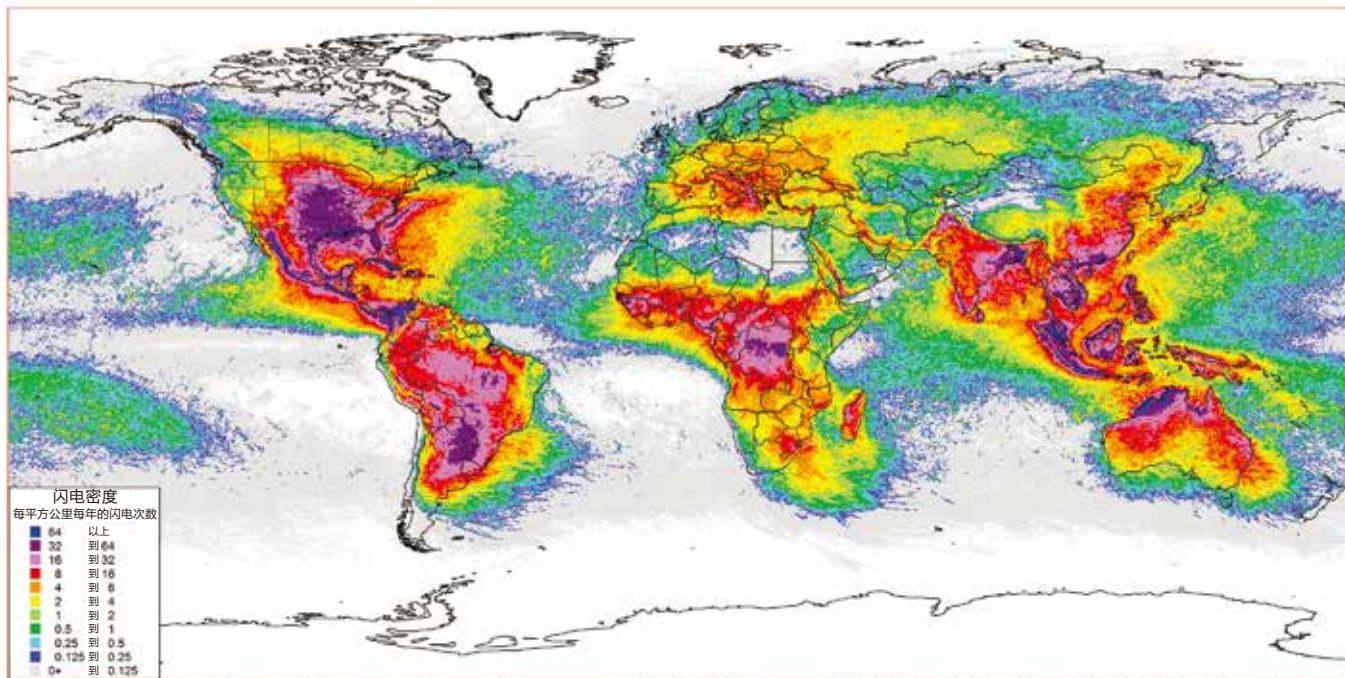 闪电密度
每平方公里每年的闪电次数
64 以上
32 到 64
16 到 32
8 到 16
4 到 8
2 到 4
1 到 2
0.5 到 1
0.25 到 0.5
0.125 到 0.25
0+ 到 0.125